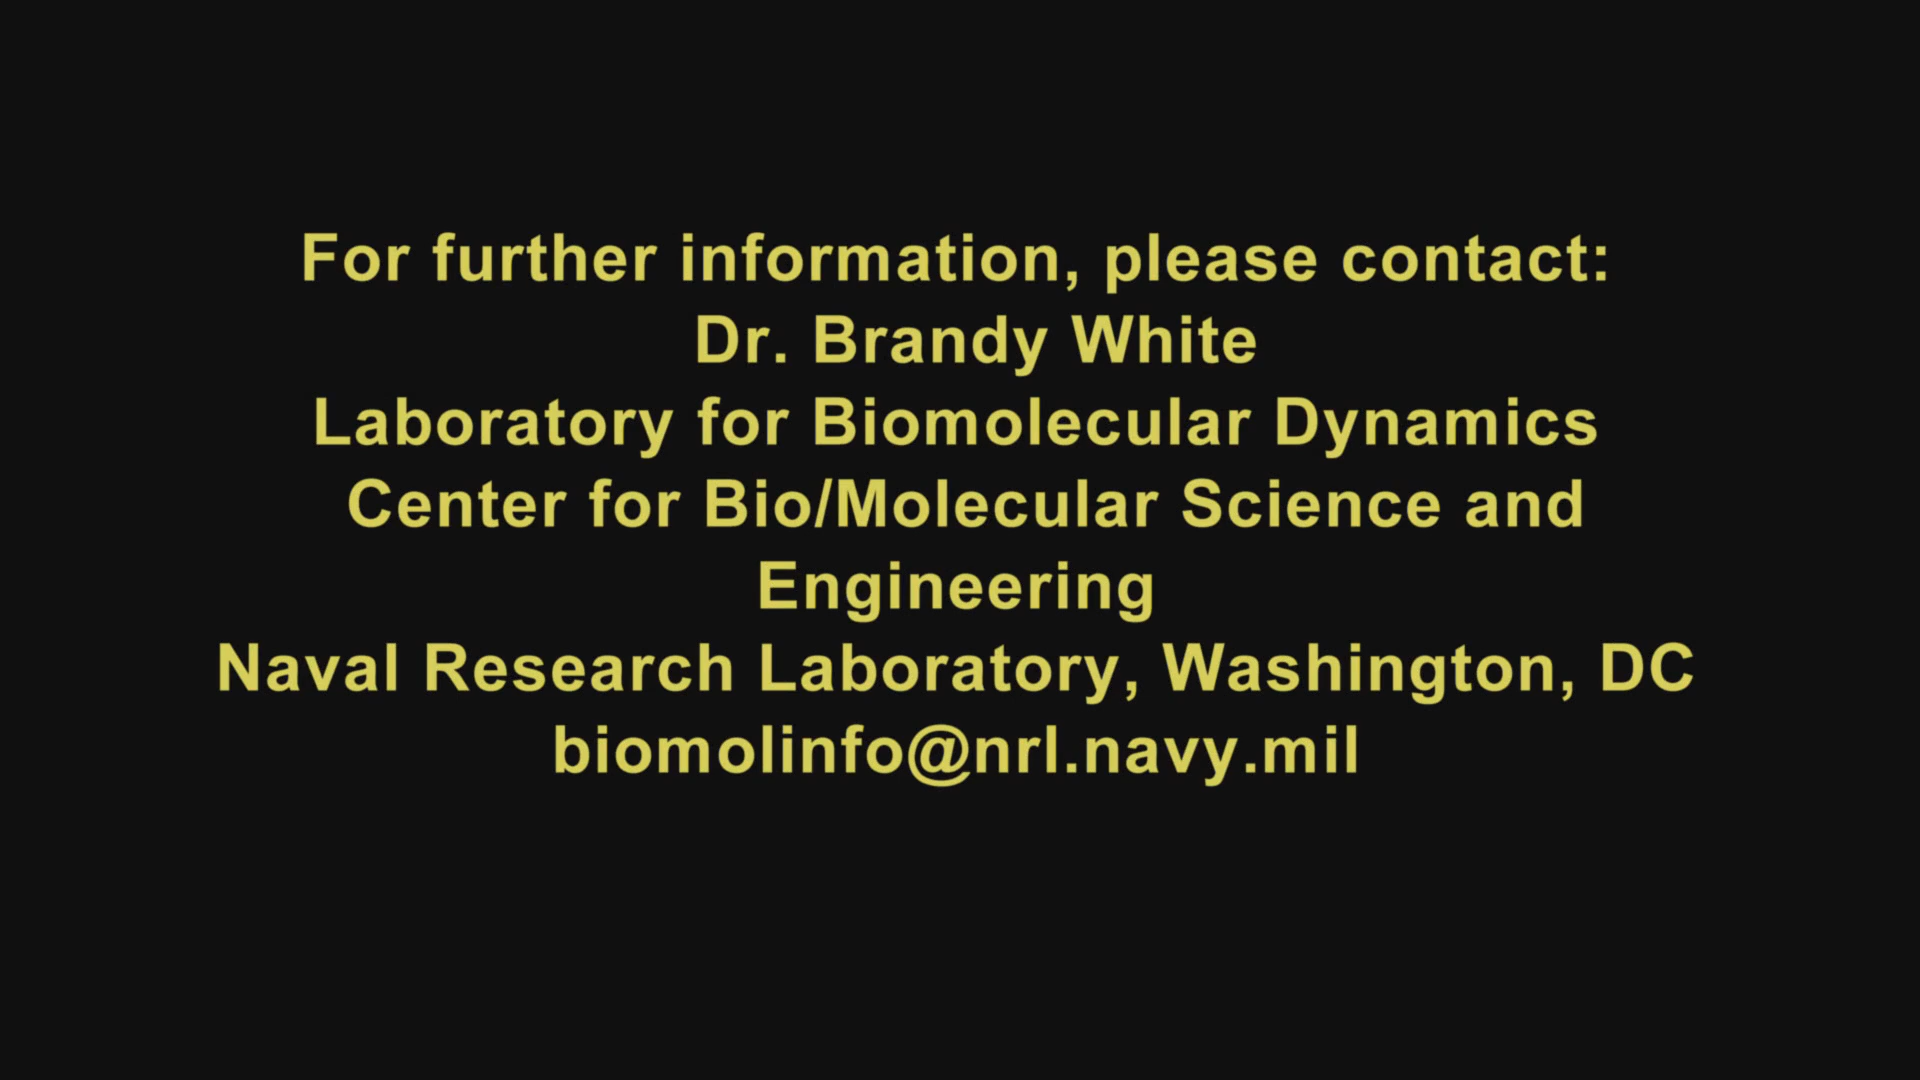 For further information, please contact:
Dr. Brandy White
Laboratory for Biomolecular Dynamics
Center for Bio/Molecular Science and
Engineering
Naval Research Laboratory, Washington, DC
biomolinfo@nrl.navy.mil